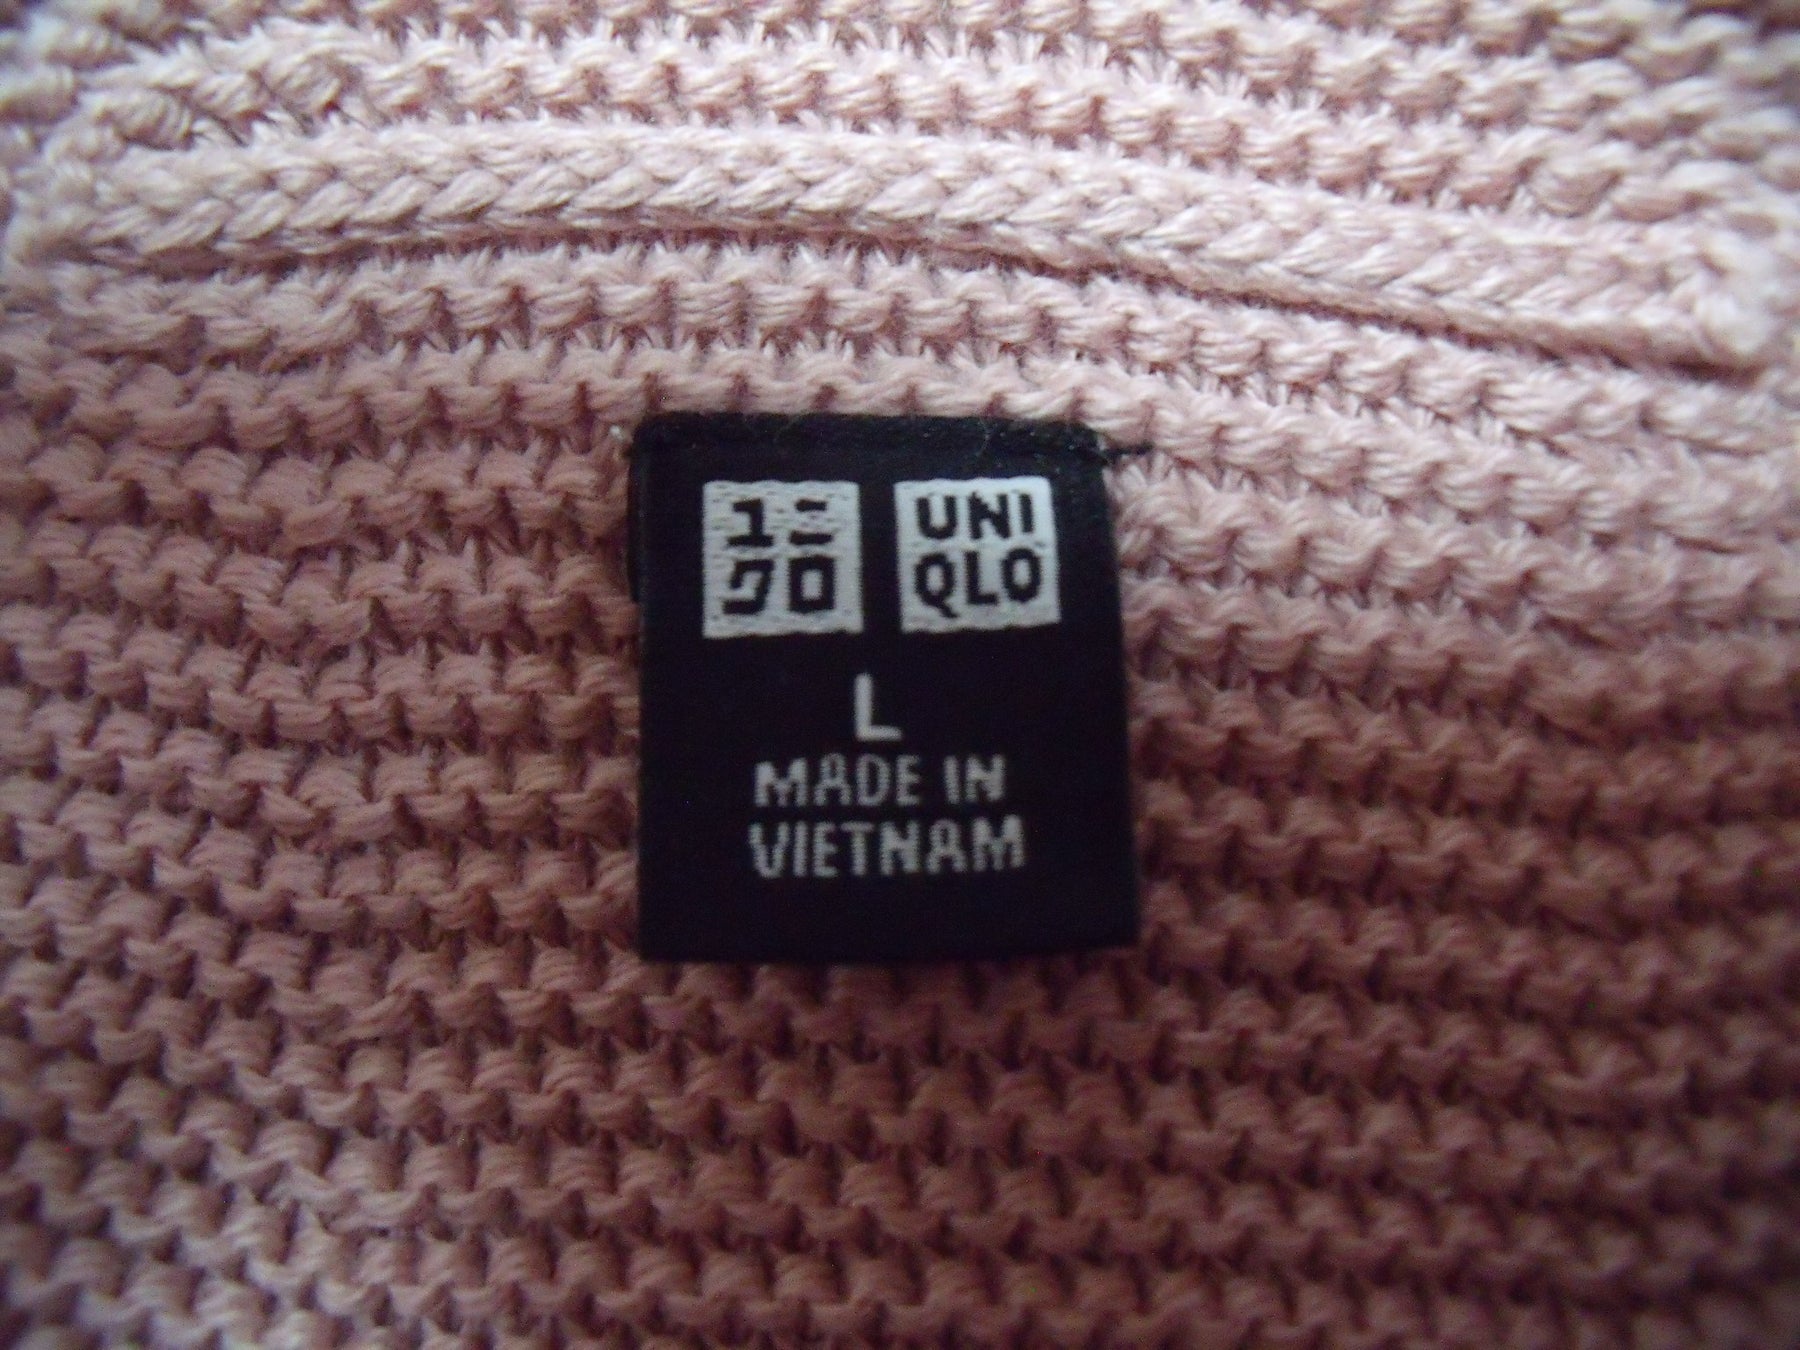 ユニ
クロ
UNI
QLO
L
MADE IN
VIETNAM